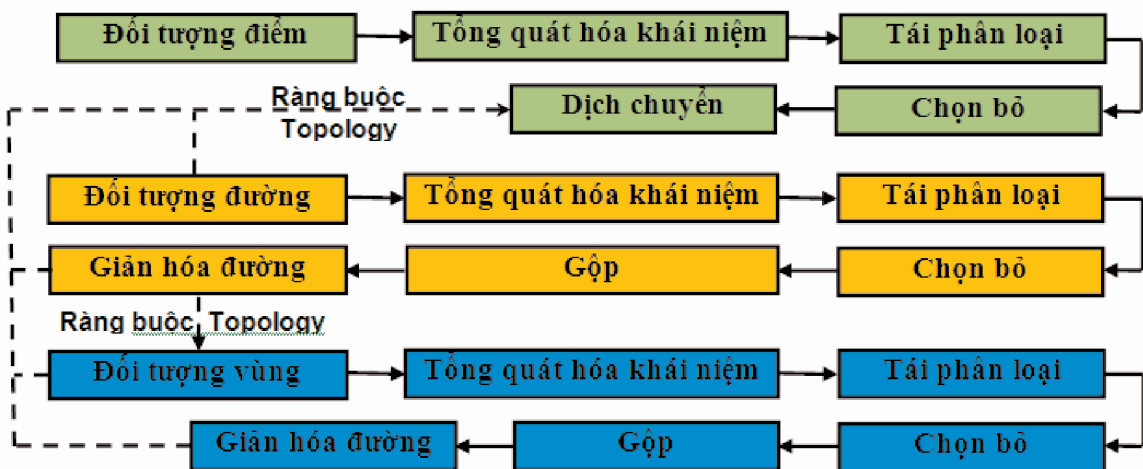 Đối tượng điểm
Tổng quát hóa khái niệm
Tái phân loại
Ràng buộc
Topology
Dịch chuyển
Chọn bỏ
Đối tượng đường
Tổng quát hóa khái niệm
Tái phân loại
Giản hóa đường
Gộp
Chọn bỏ
Ràng buộc Topology
Đối tượng vùng
Tổng quát hóa khái niệm
Tái phân loại
Giản hóa đường
Gộp
Chọn bỏ